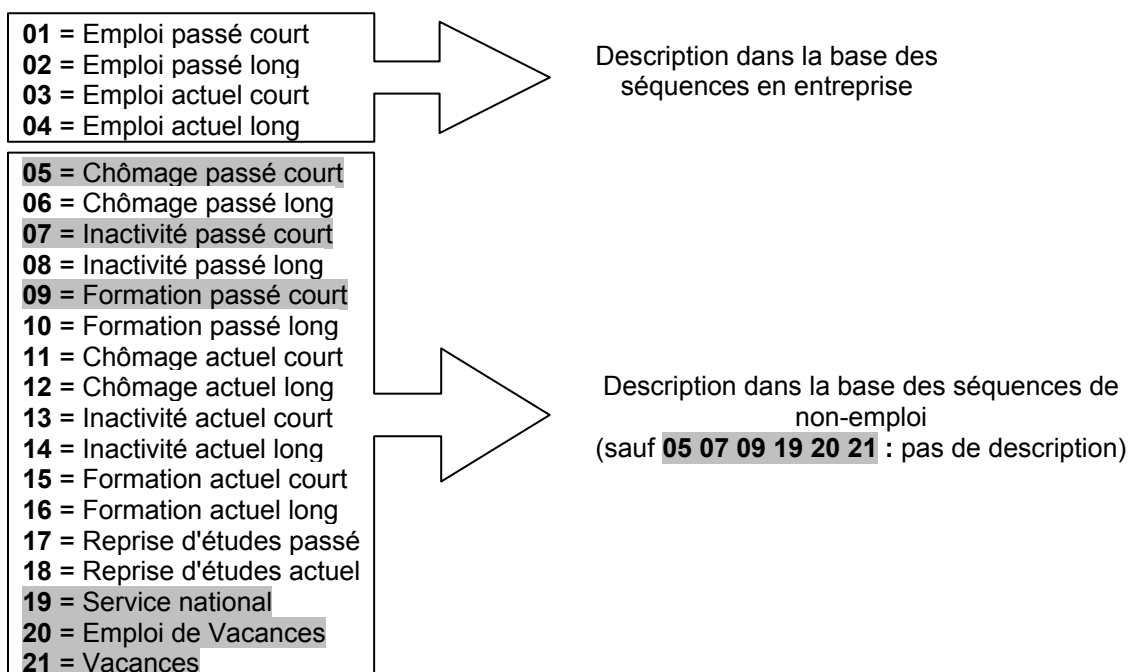 01 = Emploi passé court
02 = Emploi passé long
03 = Emploi actuel court
04 = Emploi actuel long
Description dans la base des
séquences en entreprise
05 = Chômage passé court
06 = Chômage passé long
07 = Inactivité passé court
08 = Inactivité passé long
09 = Formation passé court
10 = Formation passé long
11 = Chômage actuel court
12 = Chômage actuel long
13 = Inactivité actuel court
14 = Inactivité actuel long
15 = Formation actuel court
16 = Formation actuel long
17 = Reprise d'études passé
18 = Reprise d'études actuel
19 = Service national
20 = Emploi de Vacances
21 = Vacances
Description dans la base des séquences de
non-emploi
(sauf 05 07 09 19 20 21 : pas de description)